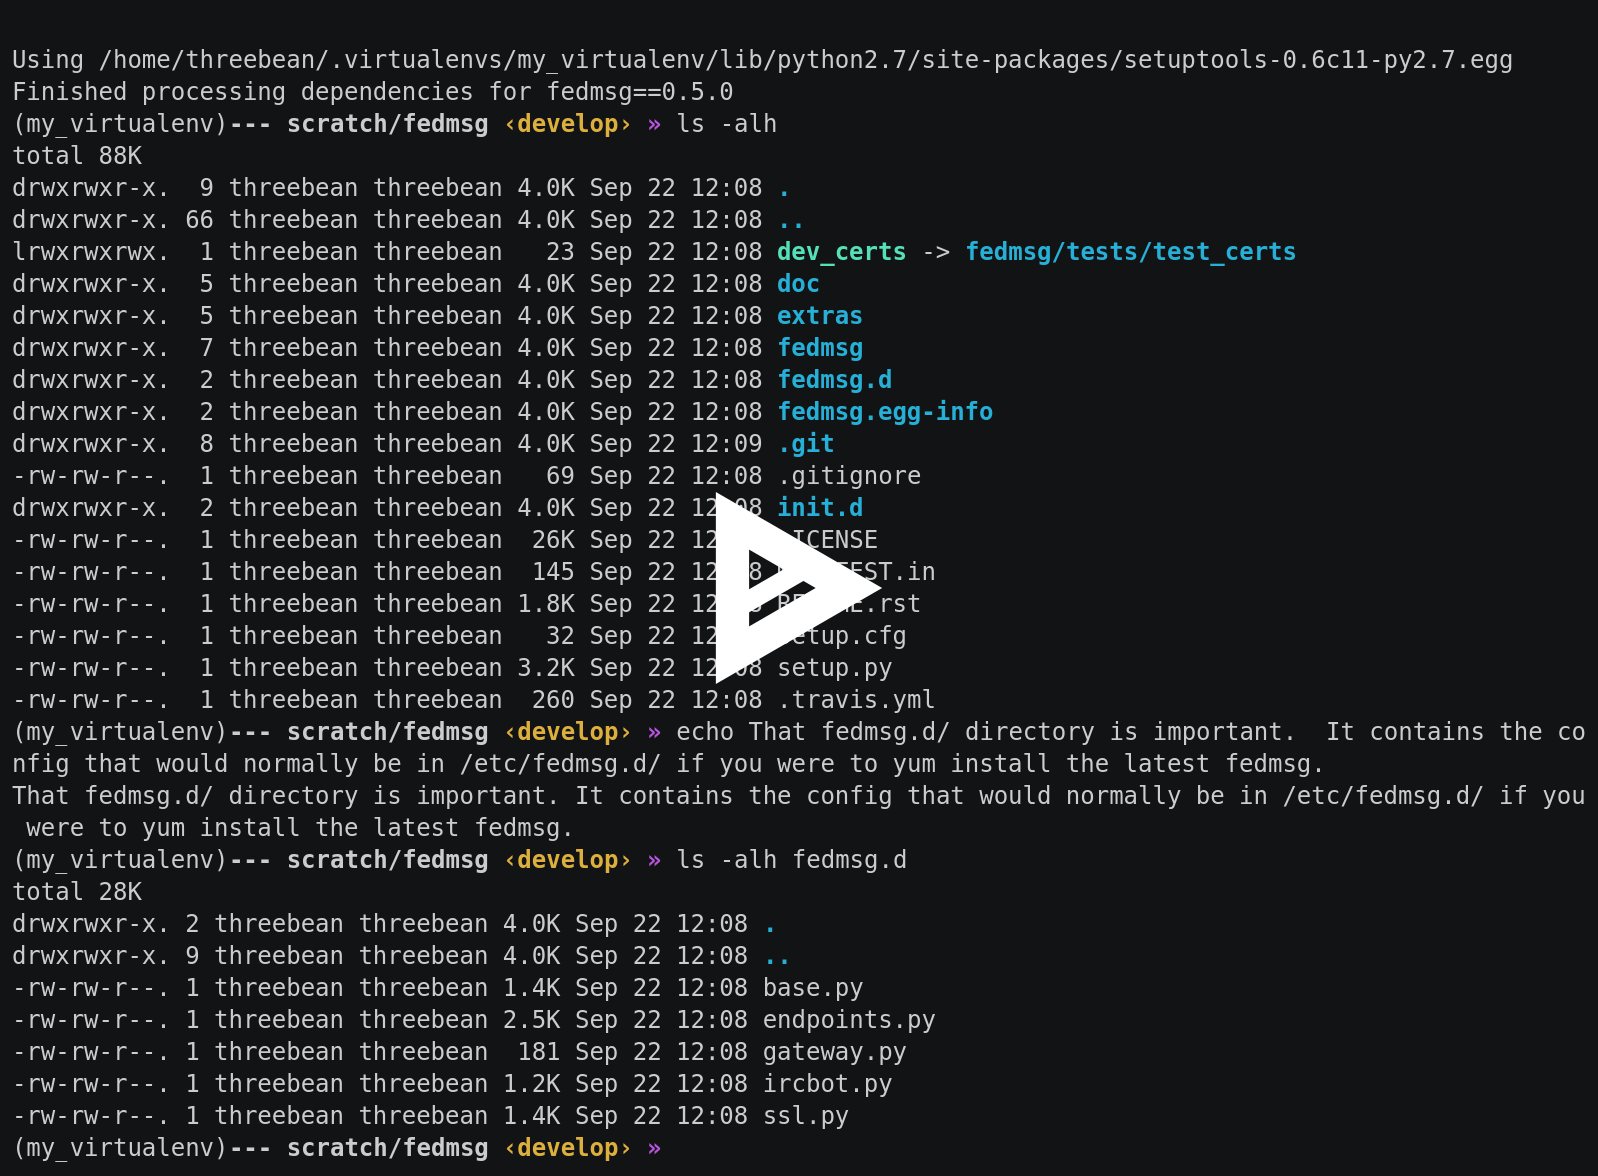 Using /home/threebean/.virtualenvs/my_virtualenv/lib/python2.7/site-packages/setuptools-0.6c11-py2.7.egg
Finished processing dependencies for fedmsg==0.5.0
(my_virtualenv)--- scratch/fedmsg ‹develop› » ls -alh
total 88K
drwxrwxr-x.  9 threebean threebean 4.0K Sep 22 12:08 .
drwxrwxr-x. 66 threebean threebean 4.0K Sep 22 12:08 ..
lrwxrwxrwx.  1 threebean threebean   23 Sep 22 12:08 dev_certs -> fedmsg/tests/test_certs
drwxrwxr-x.  5 threebean threebean 4.0K Sep 22 12:08 doc
drwxrwxr-x.  5 threebean threebean 4.0K Sep 22 12:08 extras
drwxrwxr-x.  7 threebean threebean 4.0K Sep 22 12:08 fedmsg
drwxrwxr-x.  2 threebean threebean 4.0K Sep 22 12:08 fedmsg.d
drwxrwxr-x.  2 threebean threebean 4.0K Sep 22 12:08 fedmsg.egg-info
drwxrwxr-x.  8 threebean threebean 4.0K Sep 22 12:09 .git
-rw-rw-r--.  1 threebean threebean   69 Sep 22 12:08 .gitignore
drwxrwxr-x.  2 threebean threebean 4.0K Sep 22 12:08 init.d
-rw-rw-r--.  1 threebean threebean  26K Sep 22 LICENSE
-rw-rw-r--.  1 threebean threebean  145 Sep 22 12:08 MANIFEST.in
-rw-rw-r--.  1 threebean threebean 1.8K Sep 22 12:08 README.rst
-rw-rw-r--.  1 threebean threebean   32 Sep 22 setup.cfg
-rw-rw-r--.  1 threebean threebean 3.2K Sep 22 12:08 setup.py
-rw-rw-r--.  1 threebean threebean  260 Sep 22 12:08 .travis.yml
(my_virtualenv)--- scratch/fedmsg ‹develop› » echo That fedmsg.d/ directory is important.  It contains the co
nfig that would normally be in /etc/fedmsg.d/ if you were to yum install the latest fedmsg.
That fedmsg.d/ directory is important. It contains the config that would normally be in /etc/fedmsg.d/ if you
 were to yum install the latest fedmsg.
(my_virtualenv)--- scratch/fedmsg ‹develop› » ls -alh fedmsg.d
total 28K
drwxrwxr-x. 2 threebean threebean 4.0K Sep 22 12:08 .
drwxrwxr-x. 9 threebean threebean 4.0K Sep 22 12:08 ..
-rw-rw-r--. 1 threebean threebean 1.4K Sep 22 12:08 base.py
-rw-rw-r--. 1 threebean threebean 2.5K Sep 22 12:08 endpoints.py
-rw-rw-r--. 1 threebean threebean  181 Sep 22 12:08 gateway.py
-rw-rw-r--. 1 threebean threebean 1.2K Sep 22 12:08 ircbot.py
-rw-rw-r--. 1 threebean threebean 1.4K Sep 22 12:08 ssl.py
(my_virtualenv)--- scratch/fedmsg ‹develop› »